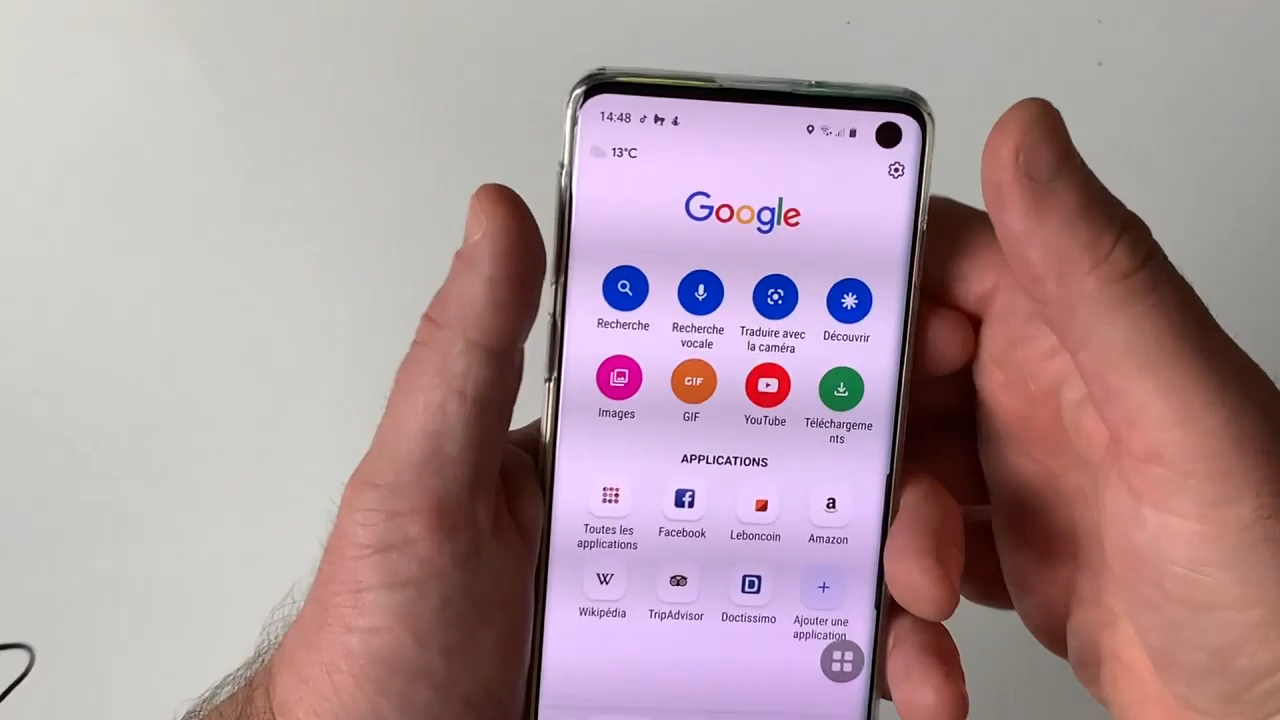 14:48
13°C
Google
Recherche
Recherche
vocale
Traduire avec
la caméra
Découvrir
GIF
Images
GIF
YouTube
Téléchargeme
nts
APPLICATIONS
a
Toutes les
applications
Facebook
Leboncoin
Amazon
W
D
Wikipédia
TripAdvisor
Doctissimo
Ajouter une
application